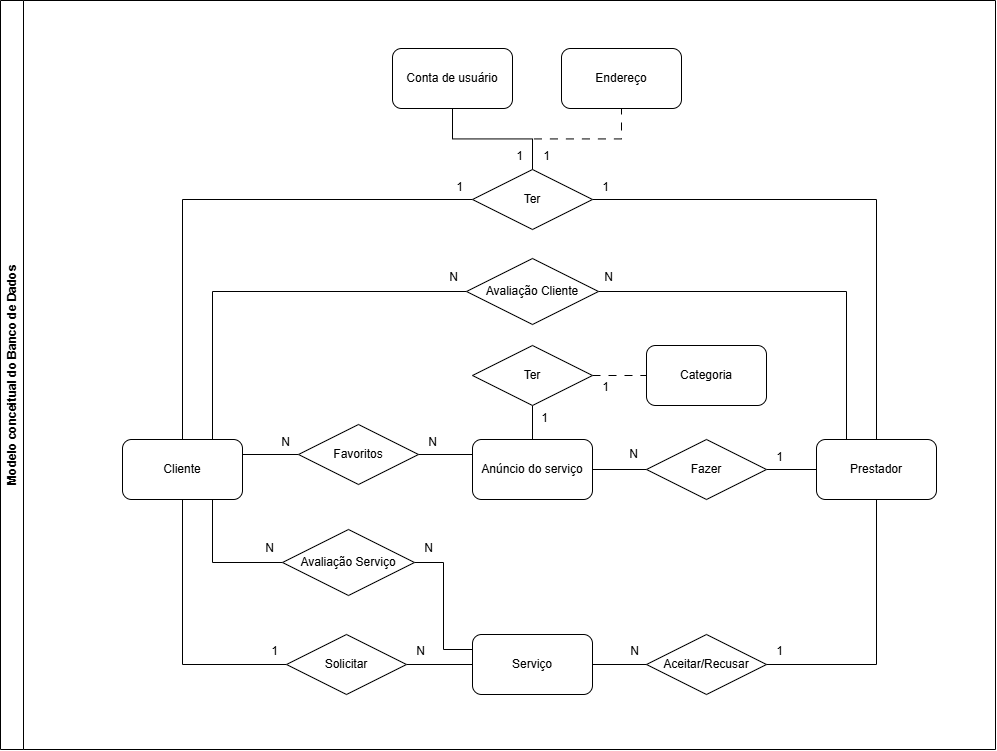 Modelo conceitual do Banco de Dados
Conta de usuário
Endereço
1 1
1 Ter 1
N Avaliação Cliente N
Ter
1
Categoria
1
Cliente
N Favoritos N
Anúncio do serviço
N Fazer 1
Prestador
N Avaliação Serviço N
1 Solicitar N
Serviço
N Aceitar/Recusar 1